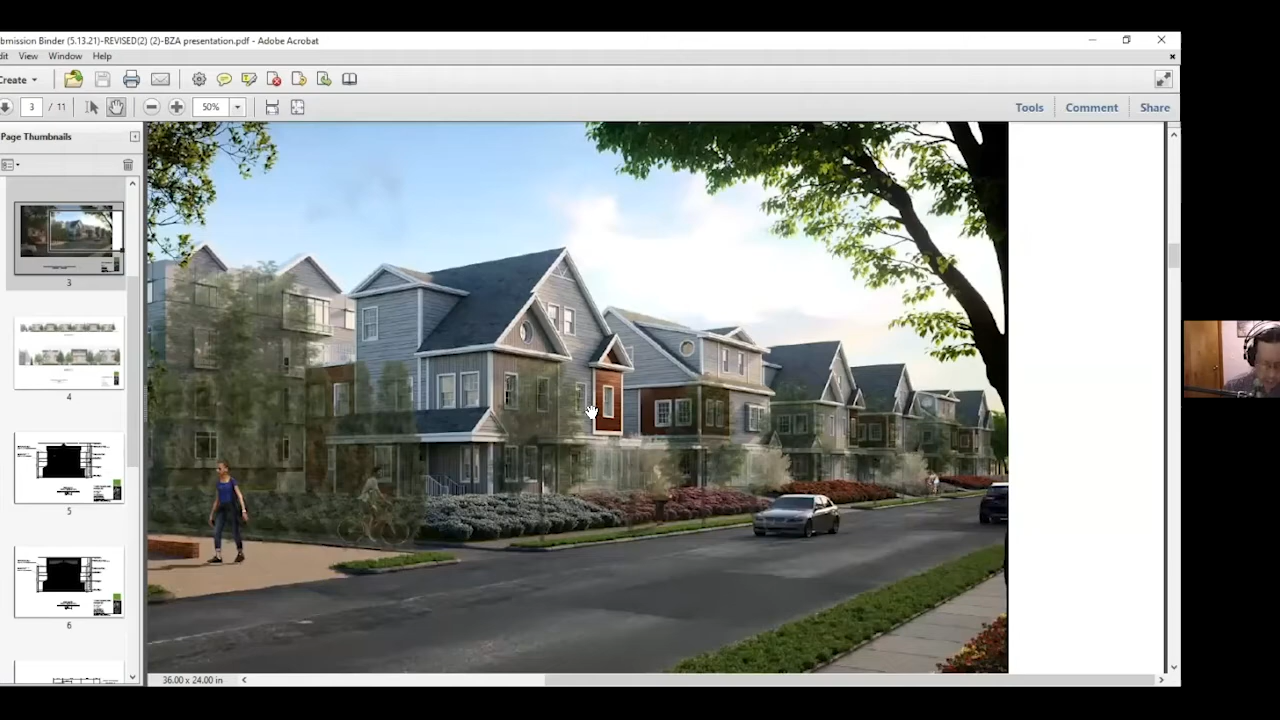 bmission Binder (5.13.21)-REVISED(2) (2)-BZA presentation.pdf - Adobe Acrobat
dit View Window Help
Create
3 / 11 50% Tools Comment Share
Page Thumbnails
3
4
5
6
36.00 x 24.00 in